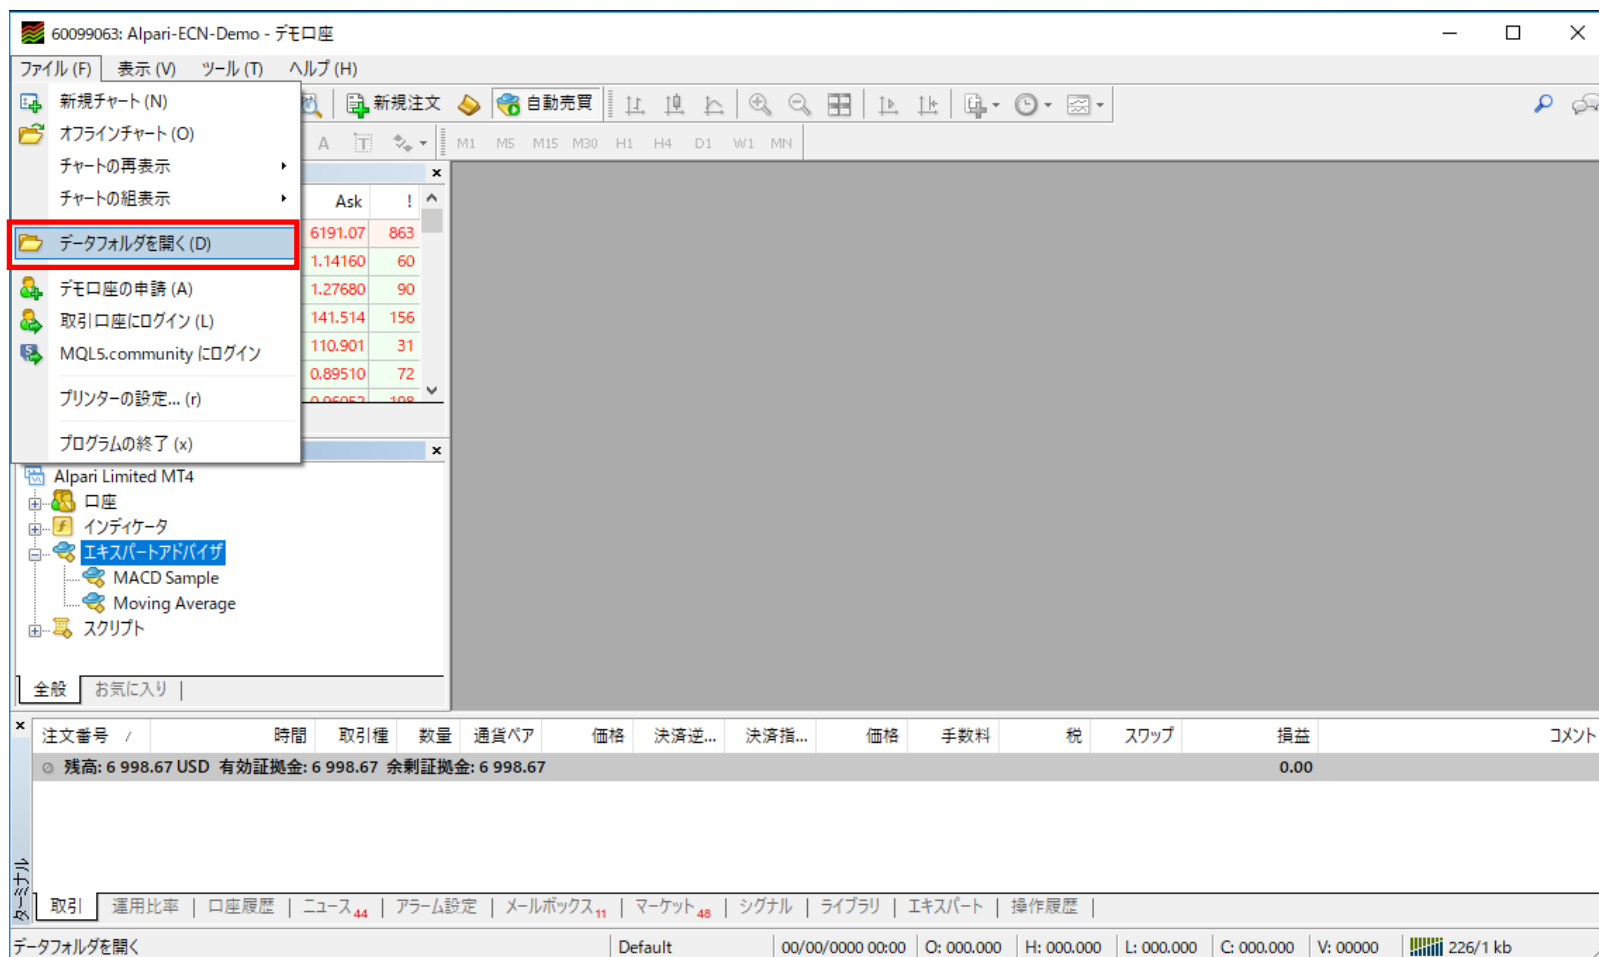 60099063: Alpari-ECN-Demo - デモ口座
ファイル (F) 表示 (V) ツール (T) ヘルプ (H)
新規チャート (N)
オフラインチャート (O)
チャートの再表示
チャートの組表示
データフォルダを開く (D)
デモ口座の申請 (A)
取引口座にログイン (L)
MQL5.community にログイン
プリンターの設定... (r)
プログラムの終了 (x)
新規注文 自動売買
A T M1 M5 M15 M30 H1 H4 D1 W1 MN
Ask !
6191.07 863
1.14160 60
1.27680 90
141.514 156
110.901 31
0.89510 72
Alpari Limited MT4
口座
インディケータ
エキスパートアドバイザ
MACD Sample
Moving Average
スクリプト
全般 お気に入り
注文番号 / 時間 取引種 数量 通貨ペア 価格 決済逆... 決済指... 価格 手数料 税 スワップ 損益 コメント
残高: 6 998.67 USD 有効証拠金: 6 998.67 余剰証拠金: 6 998.67 0.00
ターミナル
取引 運用比率 口座履歴 ニュース 44 アラーム設定 メールボックス 11 マーケット 48 シグナル ライブラリ エキスパート 操作履歴
データフォルダを開く Default 00/00/0000 00:00 O: 000.000 H: 000.000 L: 000.000 C: 000.000 V: 00000 226/1 kb